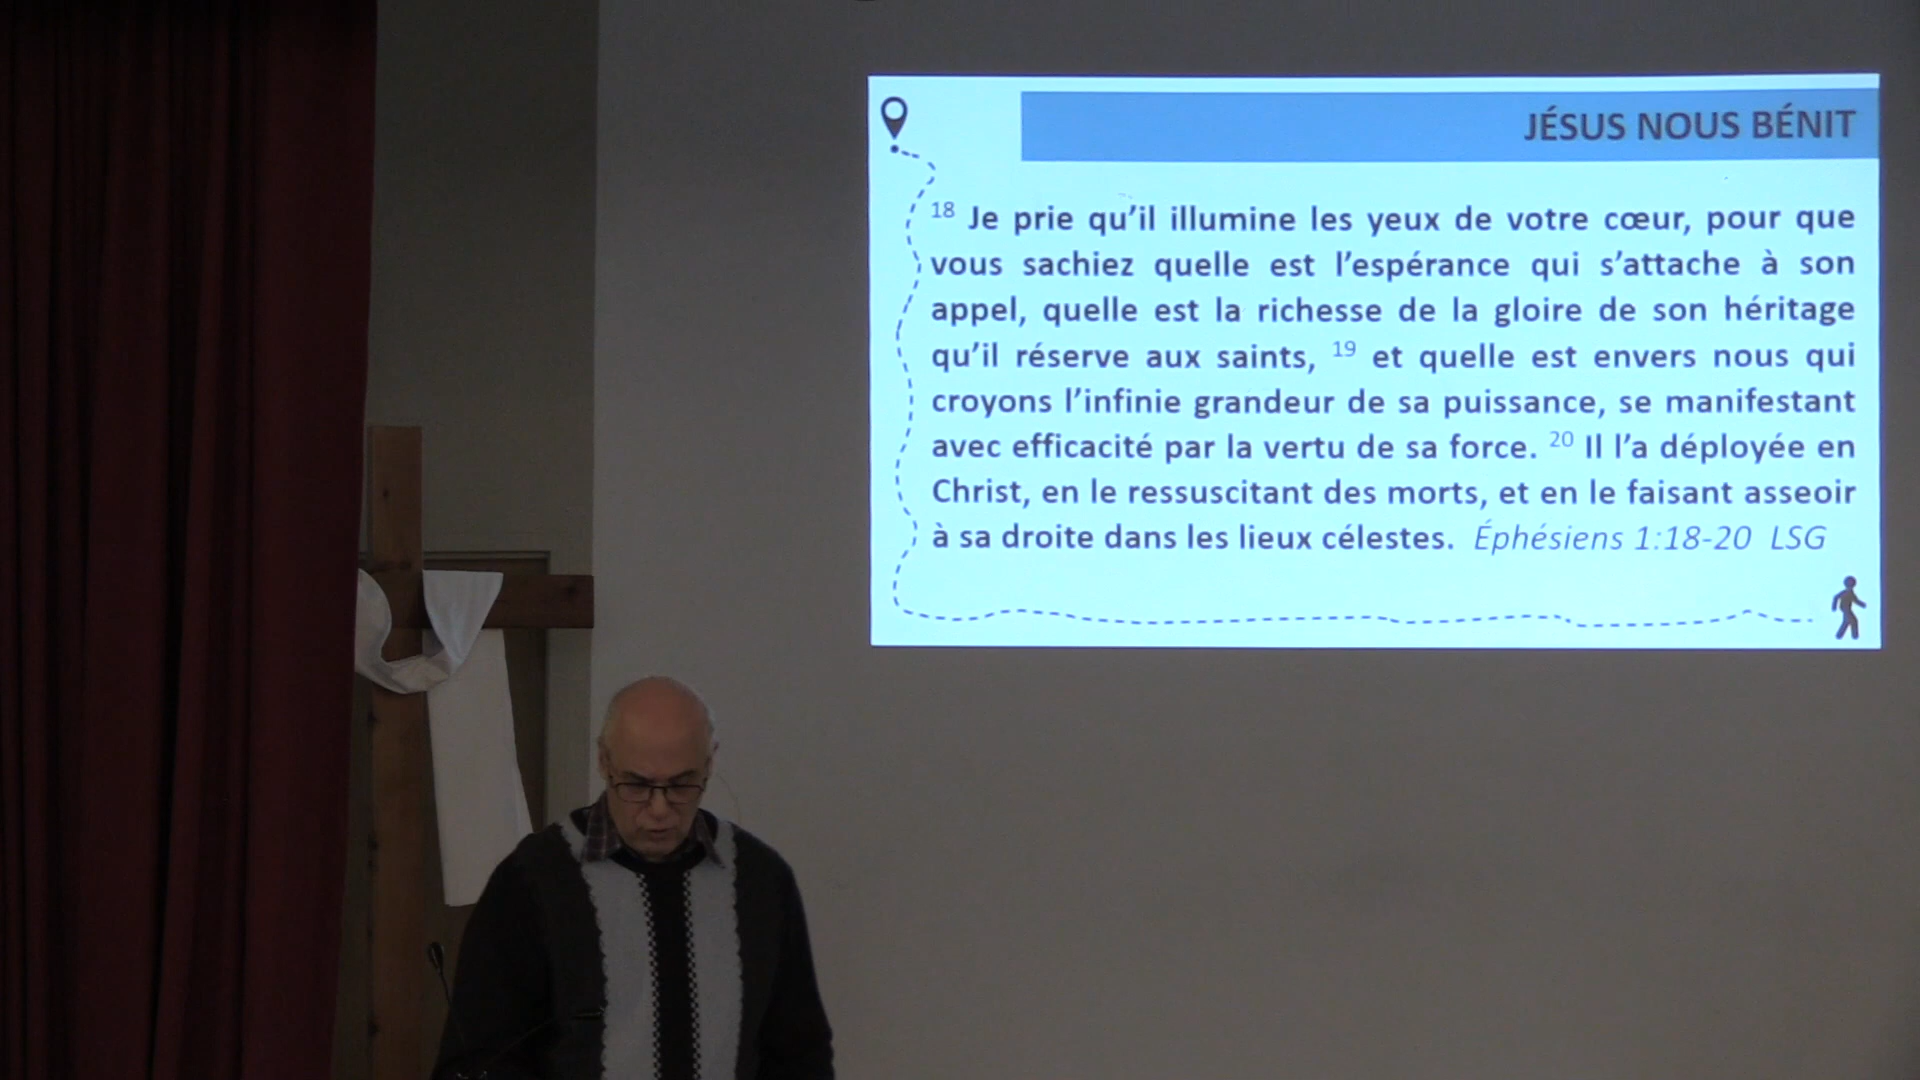 JÉSUS NOUS BÉNIT
18 Je prie qu’il illumine les yeux de votre cœur, pour que
vous sachiez quelle est l’espérance qui s’attache à son
appel, quelle est la richesse de la gloire de son héritage
qu’il réserve aux saints, 19 et quelle est envers nous qui
croyons l’infinie grandeur de sa puissance, se manifestant
avec efficacité par la vertu de sa force. 20 Il l’a déployée en
Christ, en le ressuscitant des morts, et en le faisant asseoir
à sa droite dans les lieux célestes. Éphésiens 1:18-20 LSG